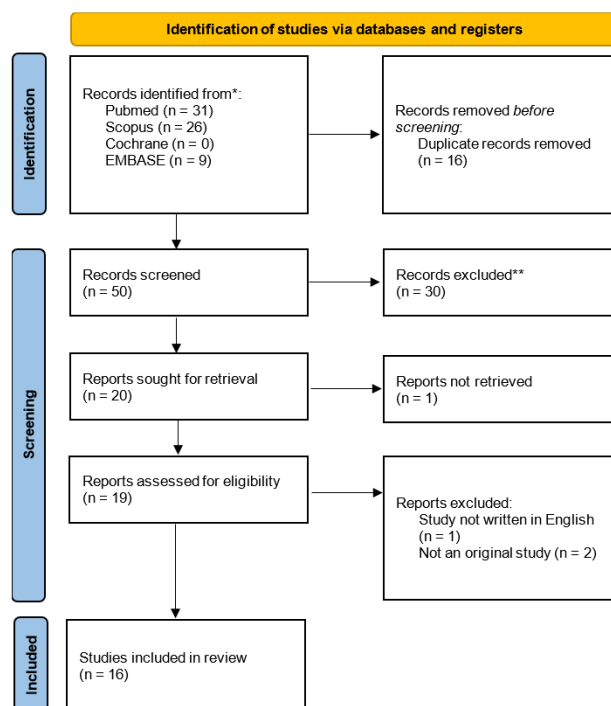 Identification of studies via databases and registers
Identification
Records identified from*:
Pubmed (n = 31)
Scopus (n = 26)
Cochrane (n = 0)
EMBASE (n = 9)
Records removed before
screening:
Duplicate records removed
(n = 16)
Screening
Records screened
(n = 50)
Records excluded**
(n = 30)
Reports sought for retrieval
(n = 20)
Reports not retrieved
(n = 1)
Reports assessed for eligibility
(n = 19)
Reports excluded:
Study not written in English
(n = 1)
Not an original study (n = 2)
Included
Studies included in review
(n = 16)